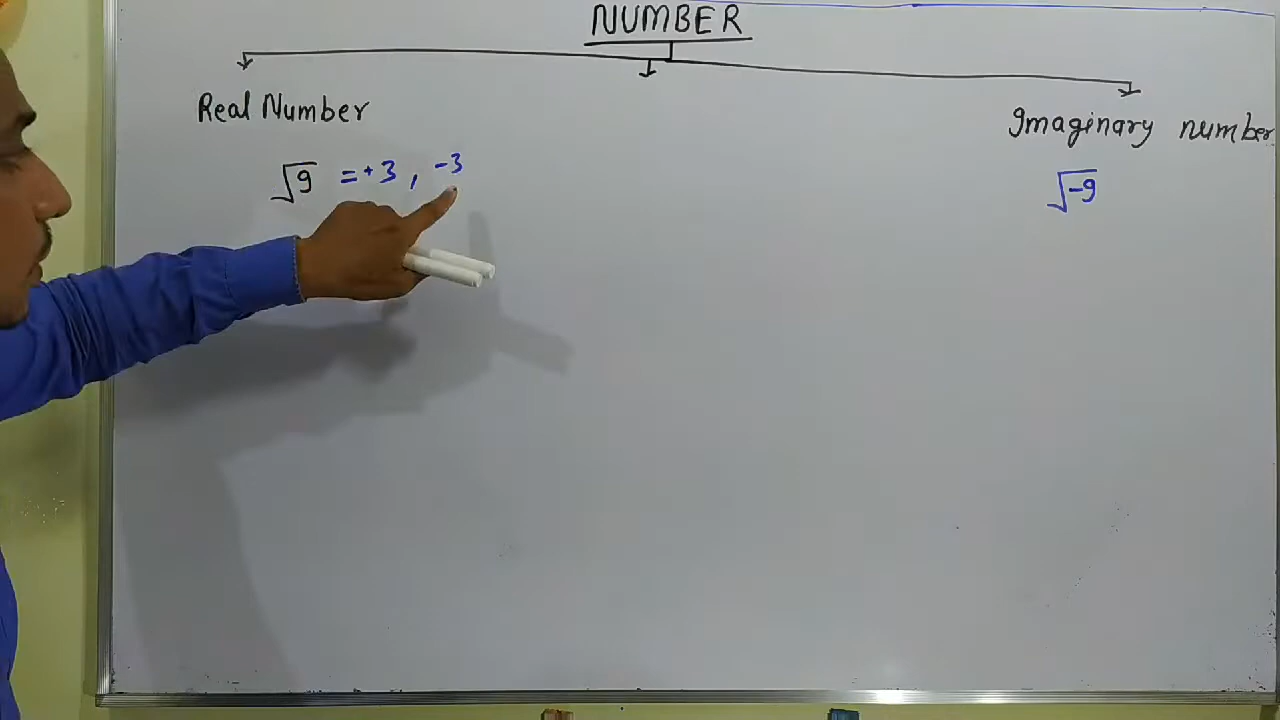 NUMBER
Real Number
Imaginary number
√9 = +3 , -3
√-9